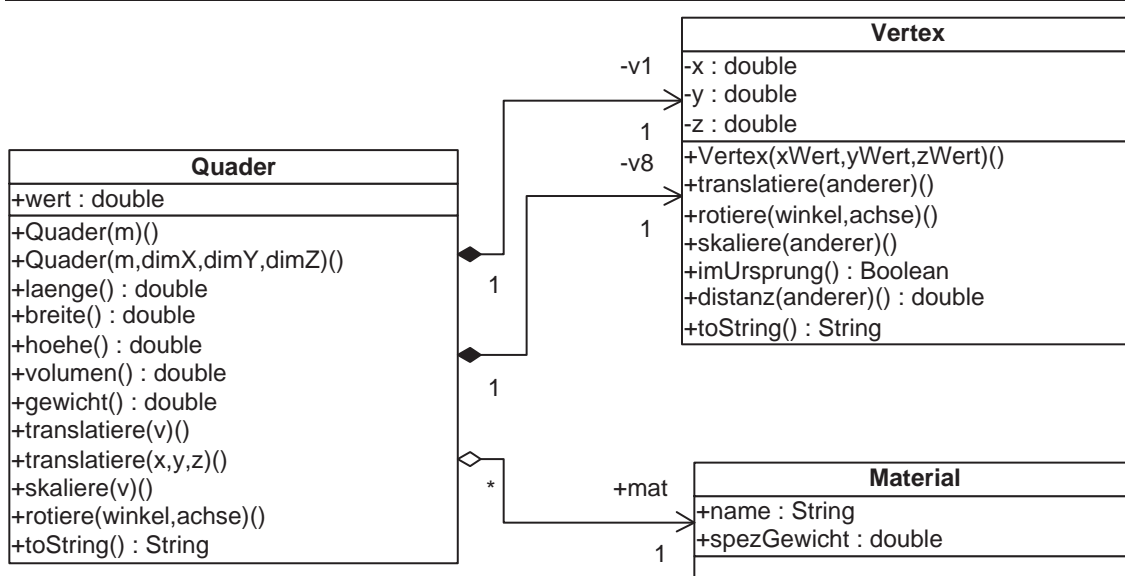 Vertex
-x : double
-y : double
-z : double
+Vertex(xWert,yWert,zWert)()
+translatiere(anderer)()
+rotiere(winkel,achse)()
+skaliere(anderer)()
+imUrsprung() : Boolean
+distanz(anderer)() : double
+toString() : String
-v1
1
-v8
1
Quader
+wert : double
+Quader(m)()
+Quader(m,dimX,dimY,dimZ)()
+laenge() : double
+breite() : double
+hoehe() : double
+volumen() : double
+gewicht() : double
+translatiere(v)()
+translatiere(x,y,z)()
+skaliere(v)()
+rotiere(winkel,achse)()
+toString() : String
1
1
*
+mat
1
Material
+name : String
+spezGewicht : double